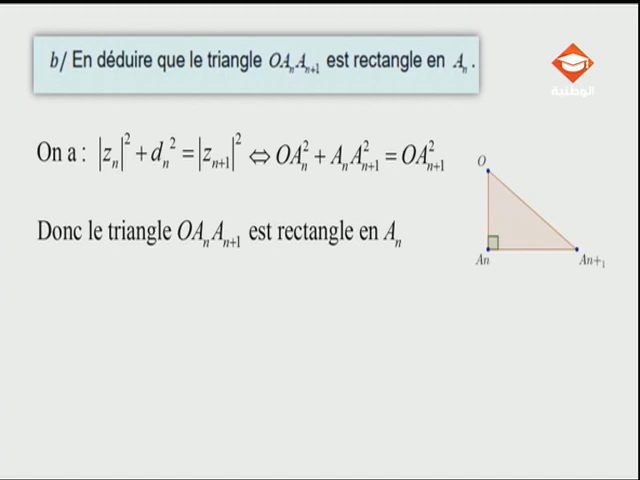 b/ En déduire que le triangle OAₙAₙ₊₁ est rectangle en Aₙ.
الوطنية
On a : |zₙ|² + dₙ² = |zₙ₊₁|² ⇔ OAₙ² + AₙAₙ₊₁² = OAₙ₊₁²
O
Donc le triangle OAₙAₙ₊₁ est rectangle en Aₙ
An An+₁